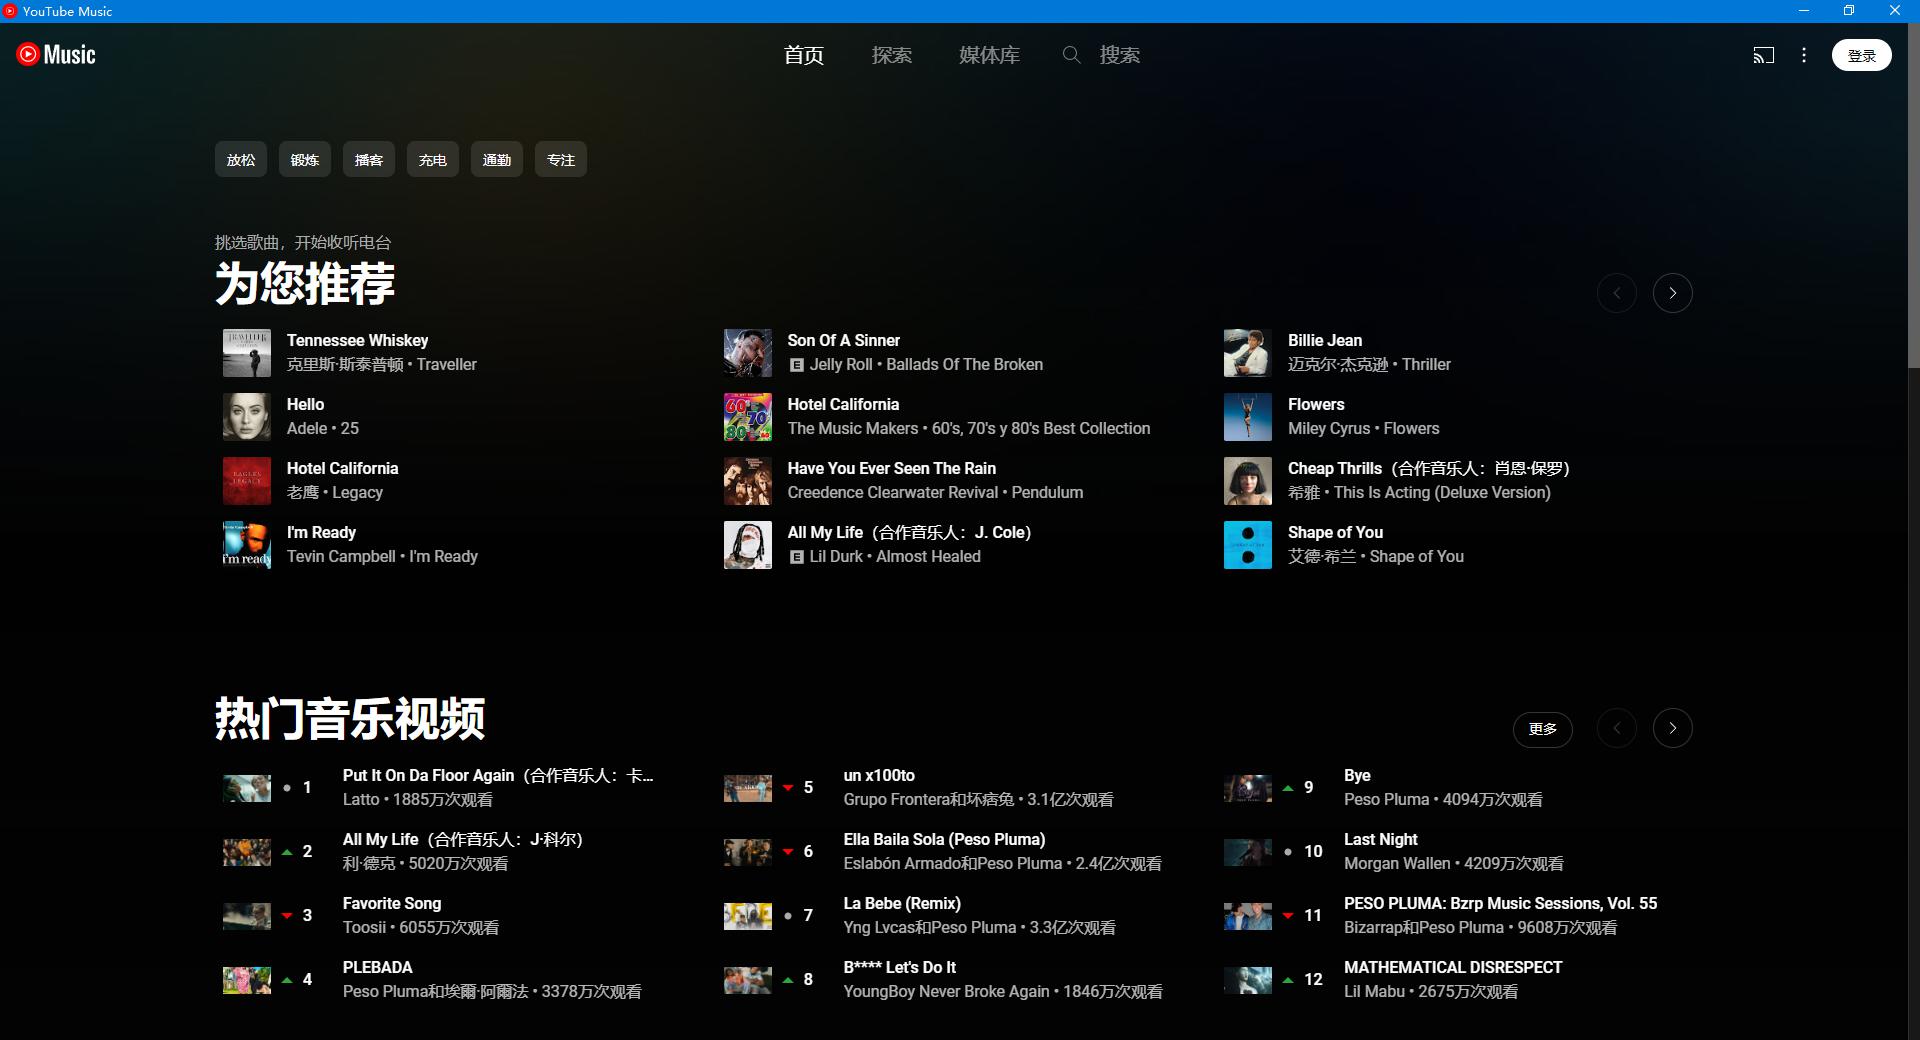 YouTube Music
Music
首页
探索
媒体库
搜索
登录
放松
锻炼
播客
充电
通勤
专注
挑选歌曲，开始收听电台
为您推荐
Tennessee Whiskey
克里斯·斯泰普顿 • Traveller
Hello
Adele • 25
Hotel California
老鹰 • Legacy
I'm Ready
Tevin Campbell • I'm Ready
Son Of A Sinner
E Jelly Roll • Ballads Of The Broken
Hotel California
The Music Makers • 60's, 70's y 80's Best Collection
Have You Ever Seen The Rain
Creedence Clearwater Revival • Pendulum
All My Life（合作音乐人：J. Cole）
E Lil Durk • Almost Healed
Billie Jean
迈克尔·杰克逊 • Thriller
Flowers
Miley Cyrus • Flowers
Cheap Thrills（合作音乐人：肖恩·保罗）
希雅 • This Is Acting (Deluxe Version)
Shape of You
艾德·希兰 • Shape of You
热门音乐视频
更多
1
Put It On Da Floor Again（合作音乐人：卡...
Latto • 1885万次观看
2
All My Life（合作音乐人：J·科尔）
利·德克 • 5020万次观看
3
Favorite Song
Toosii • 6055万次观看
4
PLEBADA
Peso Pluma和埃爾·阿爾法 • 3378万次观看
5
un x100to
Grupo Frontera和坏痞兔 • 3.1亿次观看
6
Ella Baila Sola (Peso Pluma)
Eslabón Armado和Peso Pluma • 2.4亿次观看
7
La Bebe (Remix)
Yng Lvcas和Peso Pluma • 3.3亿次观看
8
B**** Let's Do It
YoungBoy Never Broke Again • 1846万次观看
9
Bye
Peso Pluma • 4094万次观看
10
Last Night
Morgan Wallen • 4209万次观看
11
PESO PLUMA: Bzrp Music Sessions, Vol. 55
Bizarrap和Peso Pluma • 9608万次观看
12
MATHEMATICAL DISRESPECT
Lil Mabu • 2675万次观看